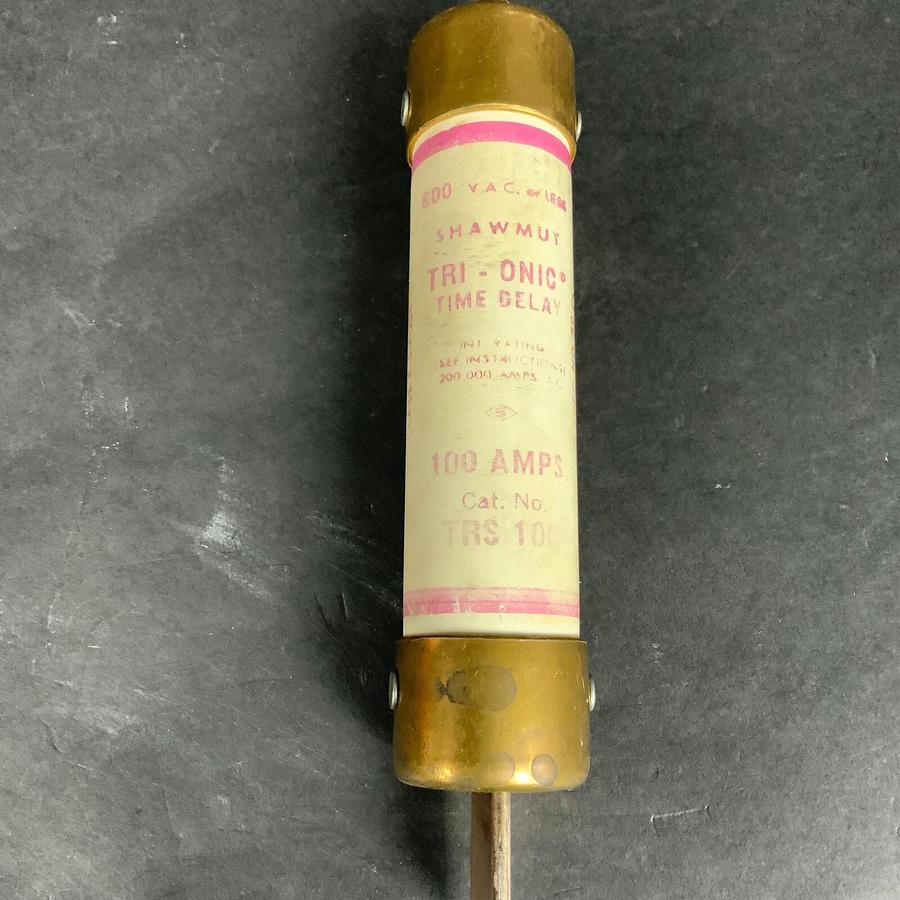 600 V.A.C. or LESS
SHAWMUT
TRI-ONIC®
TIME DELAY
INT. RATING
SEE INSTRUCTIONS
200,000 AMPS. A.C.
100 AMPS.
Cat. No.
TRS 100